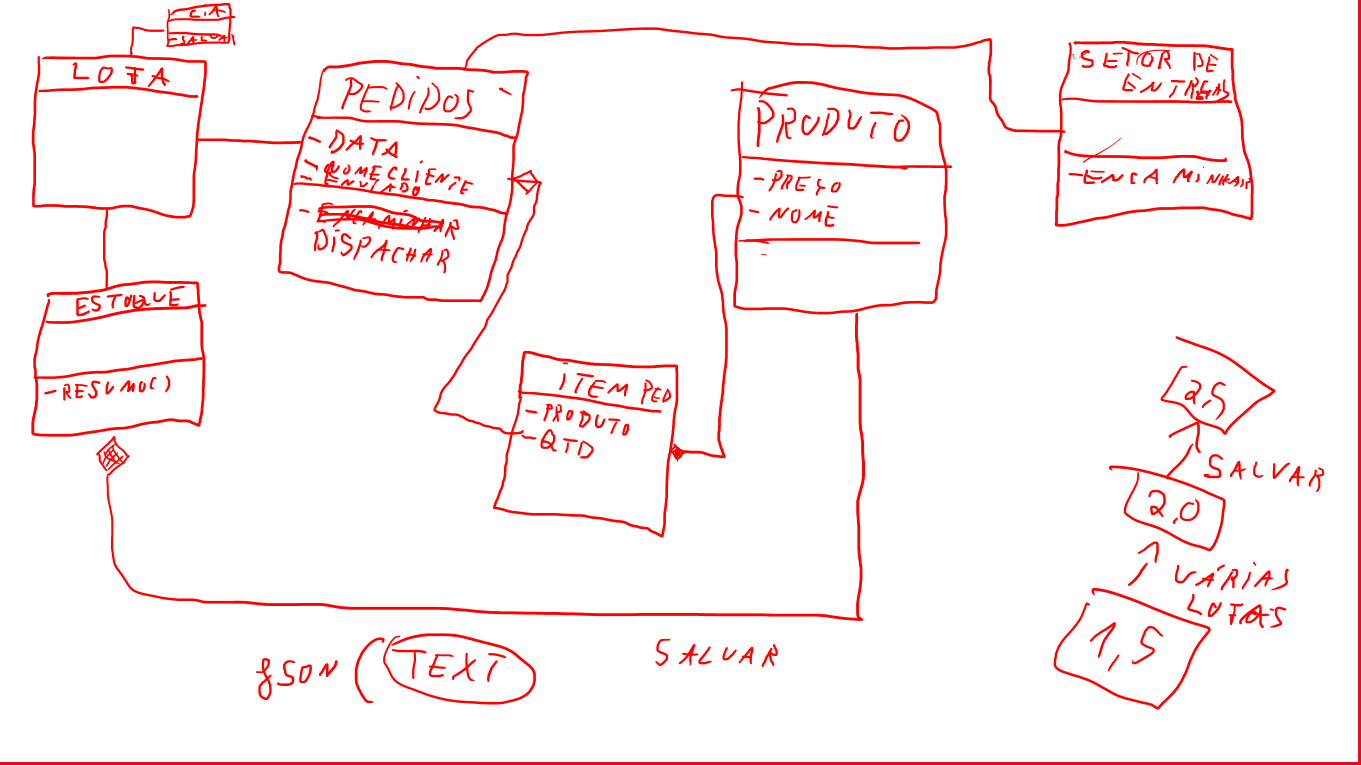 CIA
LOJA
PEDIDOS -
- DATA
- NOMECLIENTE
- ENVIADO
- ENCAMINHAR
DISPACHAR
PRODUTO
- PREÇO
- NOME
-
SETOR DE
ENTREGAS
- ENCAMINHAR
ESTOQUE
- RESUMO()
ITEM PED
- PRODUTO
- QTD
2,5
SALVAR
2,0
VÁRIAS
LOJAS
1,5
JSON (TEXT
SALVAR